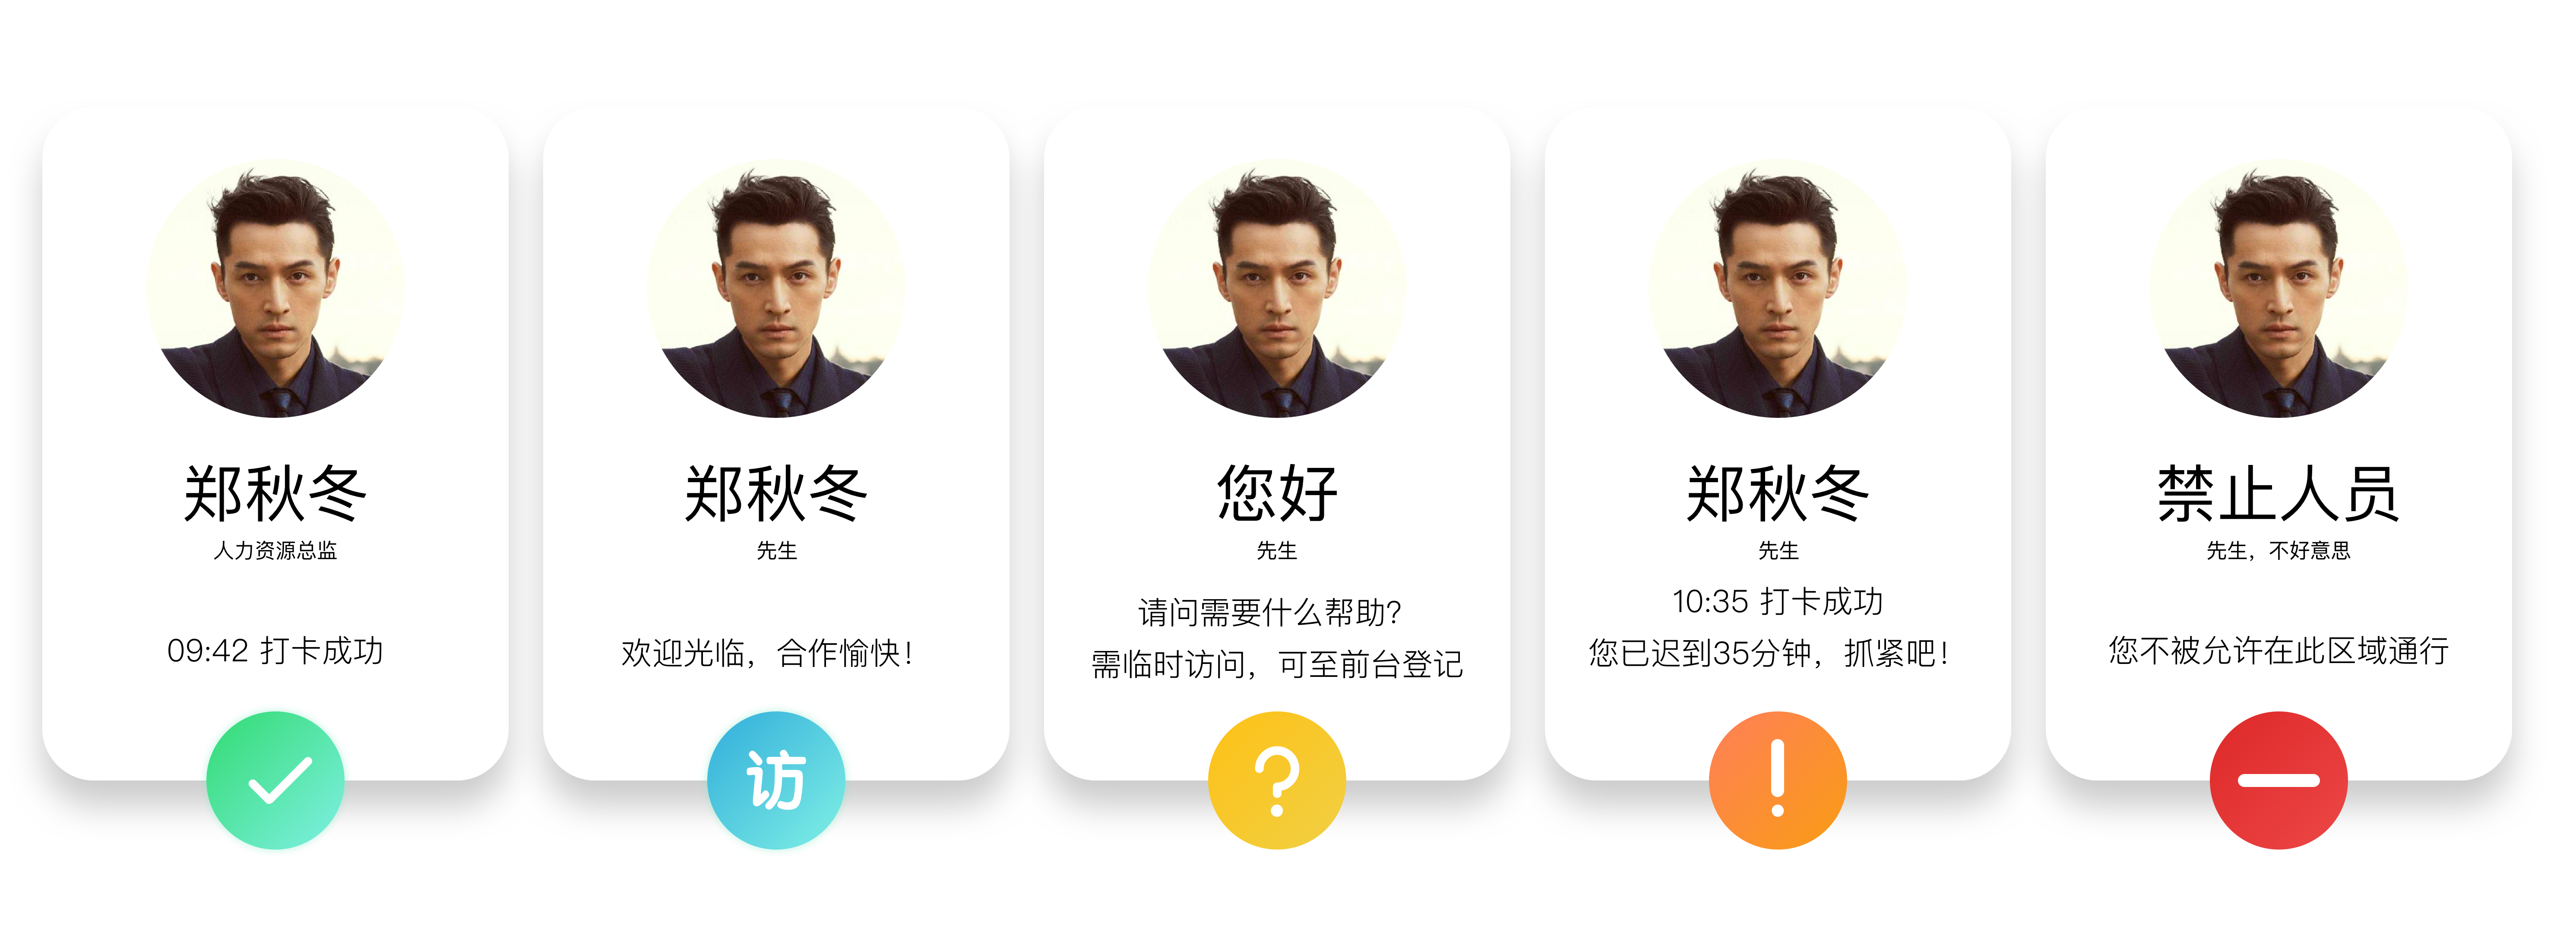 郑秋冬
人力资源总监
09:42 打卡成功
郑秋冬
先生
欢迎光临，合作愉快！
访
您好
先生
请问需要什么帮助？
需临时访问，可至前台登记
?
郑秋冬
先生
10:35 打卡成功
您已迟到35分钟，抓紧吧！
!
禁止人员
先生，不好意思
您不被允许在此区域通行